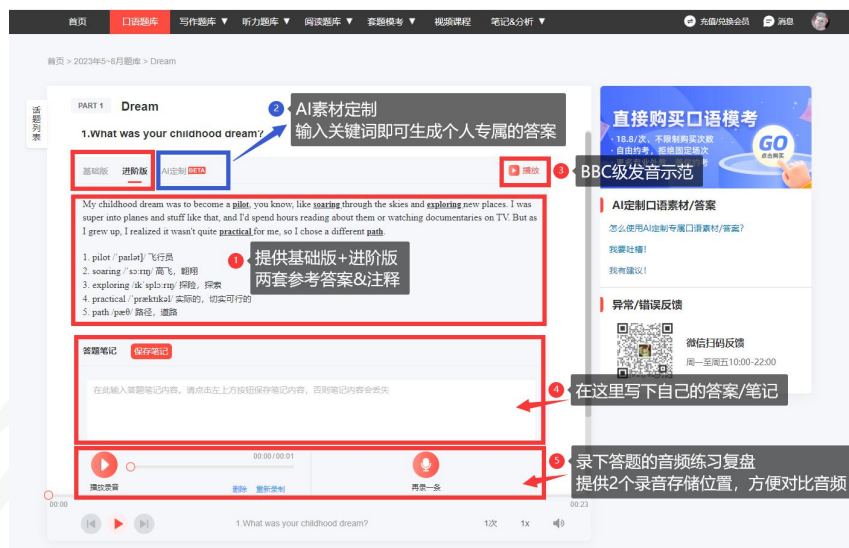 首页 口语题库 写作题库 ▼ 听力题库 ▼ 阅读题库 ▼ 套题模考 ▼ 视频课程 笔记&分析 ▼ 充值/兑换会员 消息
首页 > 2023年5~8月题库 > Dream
话题列表
PART 1 Dream
1.What was your childhood dream?
2 AI素材定制
输入关键词即可生成个人专属的答案
基础版 进阶版 AI定制 BETA 播放
3 BBC级发音示范
My childhood dream was to become a pilot, you know, like soaring through the skies and exploring new places. I was
super into planes and stuff like that, and I'd spend hours reading about them or watching documentaries on TV. But as
I grew up, I realized it wasn't quite practical for me, so I chose a different path.
1. pilot /ˈpaɪlət]/ 飞行员
2. soaring /ˈsɔːrɪŋ/ 高飞，翱翔
3. exploring /ɪkˈsplɔːrɪŋ/ 探险，探索
4. practical /ˈpræktɪkəl/ 实际的，切实可行的
5. path /pæθ/ 路径，道路
1 提供基础版+进阶版
两套参考答案&注释
答题笔记 保存笔记
在此输入答题笔记内容，请点击左上方按钮保存笔记内容，否则笔记内容会丢失
4 在这里写下自己的答案/笔记
00:00/00:01
播放录音 删除 重新录制 再录一条
5 录下答题的音频练习复盘
提供2个录音存储位置，方便对比音频
00:00 00:23
1.What was your childhood dream? 1次 1x
直接购买口语模考
· 18.8/次，不限制购买次数
· 自由约考，拒绝固定场次
GO
点击购买
AI定制口语素材/答案
怎么使用AI定制专属口语素材/答案?
我要吐槽!
我有建议!
异常/错误反馈
微信扫码反馈
周一至周五10:00-22:00